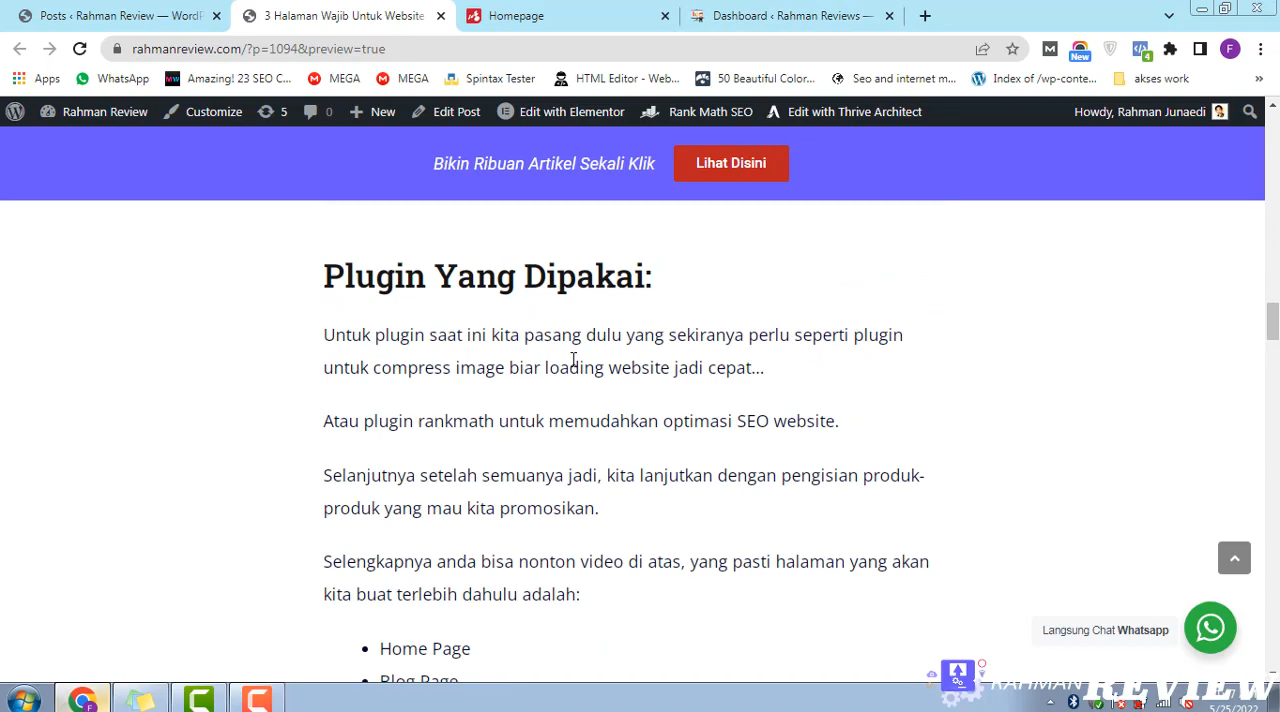 Posts ‹ Rahman Review — WordP
3 Halaman Wajib Untuk Website
Homepage
Dashboard ‹ Rahman Reviews —
rahmanreview.com/?p=1094&preview=true
New
4
F
Apps
WhatsApp
Amazing! 23 SEO C...
MEGA
MEGA
Spintax Tester
HTML Editor - Web...
50 Beautiful Color...
Seo and internet m...
Index of /wp-conte...
akses work
»
Rahman Review
Customize
5
0
New
Edit Post
Edit with Elementor
Rank Math SEO
Edit with Thrive Architect
Howdy, Rahman Junaedi
Bikin Ribuan Artikel Sekali Klik
Lihat Disini
Plugin Yang Dipakai:
Untuk plugin saat ini kita pasang dulu yang sekiranya perlu seperti plugin
untuk compress image biar loading website jadi cepat…
Atau plugin rankmath untuk memudahkan optimasi SEO website.
Selanjutnya setelah semuanya jadi, kita lanjutkan dengan pengisian produk-
produk yang mau kita promosikan.
Selengkapnya anda bisa nonton video di atas, yang pasti halaman yang akan
kita buat terlebih dahulu adalah:
• Home Page
• Blog Page
Langsung Chat Whatsapp
RAHMAN REVIEW
5/25/2022